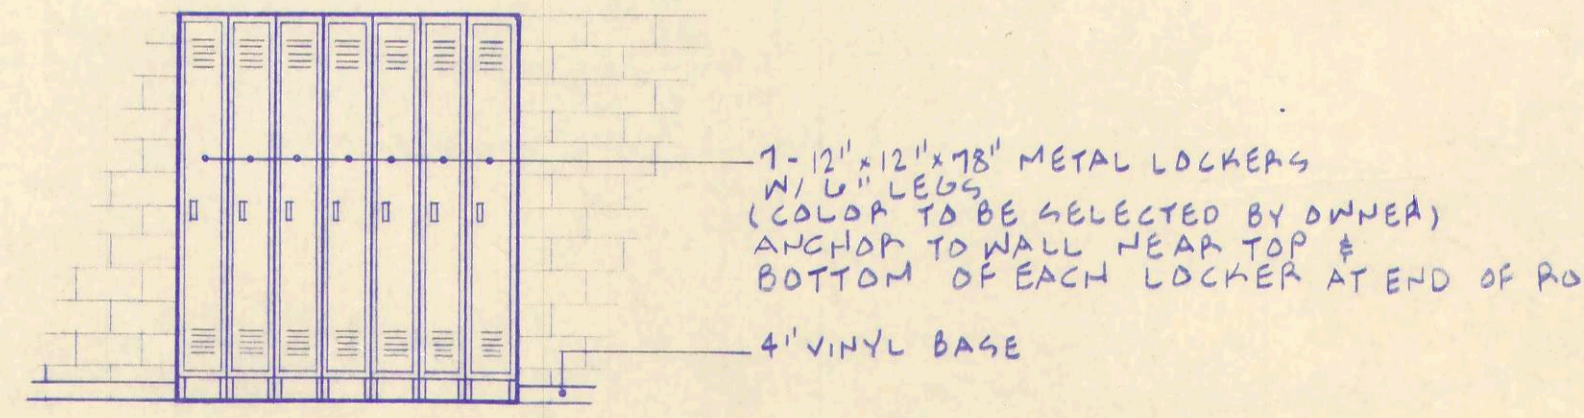 7- 12" x 12" x 78" METAL LOCKERS
W/ 6" LEGS
(COLOR TO BE SELECTED BY OWNER)
ANCHOR TO WALL NEAR TOP &
BOTTOM OF EACH LOCKER AT END OF RO
4" VINYL BASE